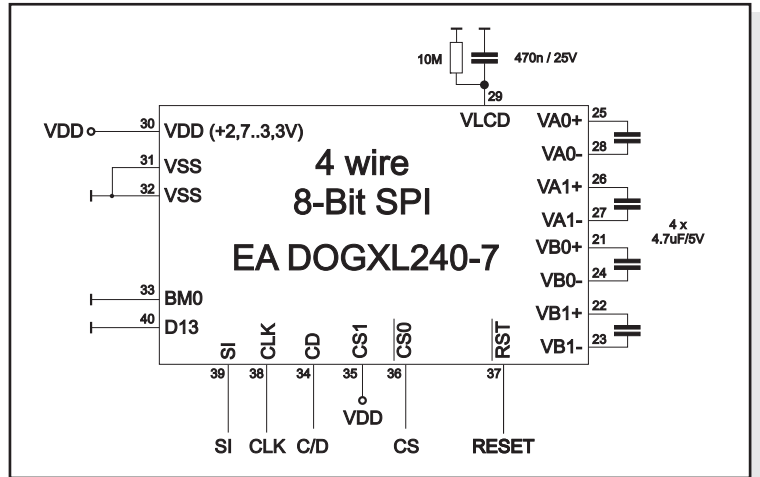 10M
470n / 25V
29
VLCD
VDD
30
VDD (+2,7..3,3V)
31
VSS
32
VSS
4 wire
8-Bit SPI
EA DOGXL240-7
VA0+
25
VA0-
28
VA1+
26
VA1-
27
VB0+
21
VB0-
24
VB1+
22
VB1-
23
4 x
4.7uF/5V
33
BM0
40
D13
SI
CLK
CD
CS1
CS0
RST
39
38
34
35
36
37
VDD
SI
CLK
C/D
CS
RESET